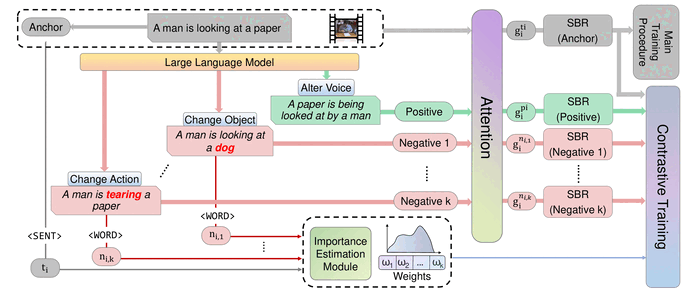 Anchor
A man is looking at a paper
Large Language Model
Alter Voice
A paper is being
looked at by a man
Positive
Change Object
A man is looking at
a dog
Negative 1
Change Action
A man is tearing a
paper
Negative k
<SENT>
<WORD>
<WORD>
t_i
n_{i,k}
n_{i,1}
Importance
Estimation
Module
ω_1 ω_2 ... ω_k
Weights
Attention
g_i^{ti}
g_i^{pi}
g_i^{n_{i,1}}
g_i^{n_{i,k}}
SBR
(Anchor)
SBR
(Positive)
SBR
(Negative 1)
SBR
(Negative k)
Main
Training
Procedure
Contrastive Training